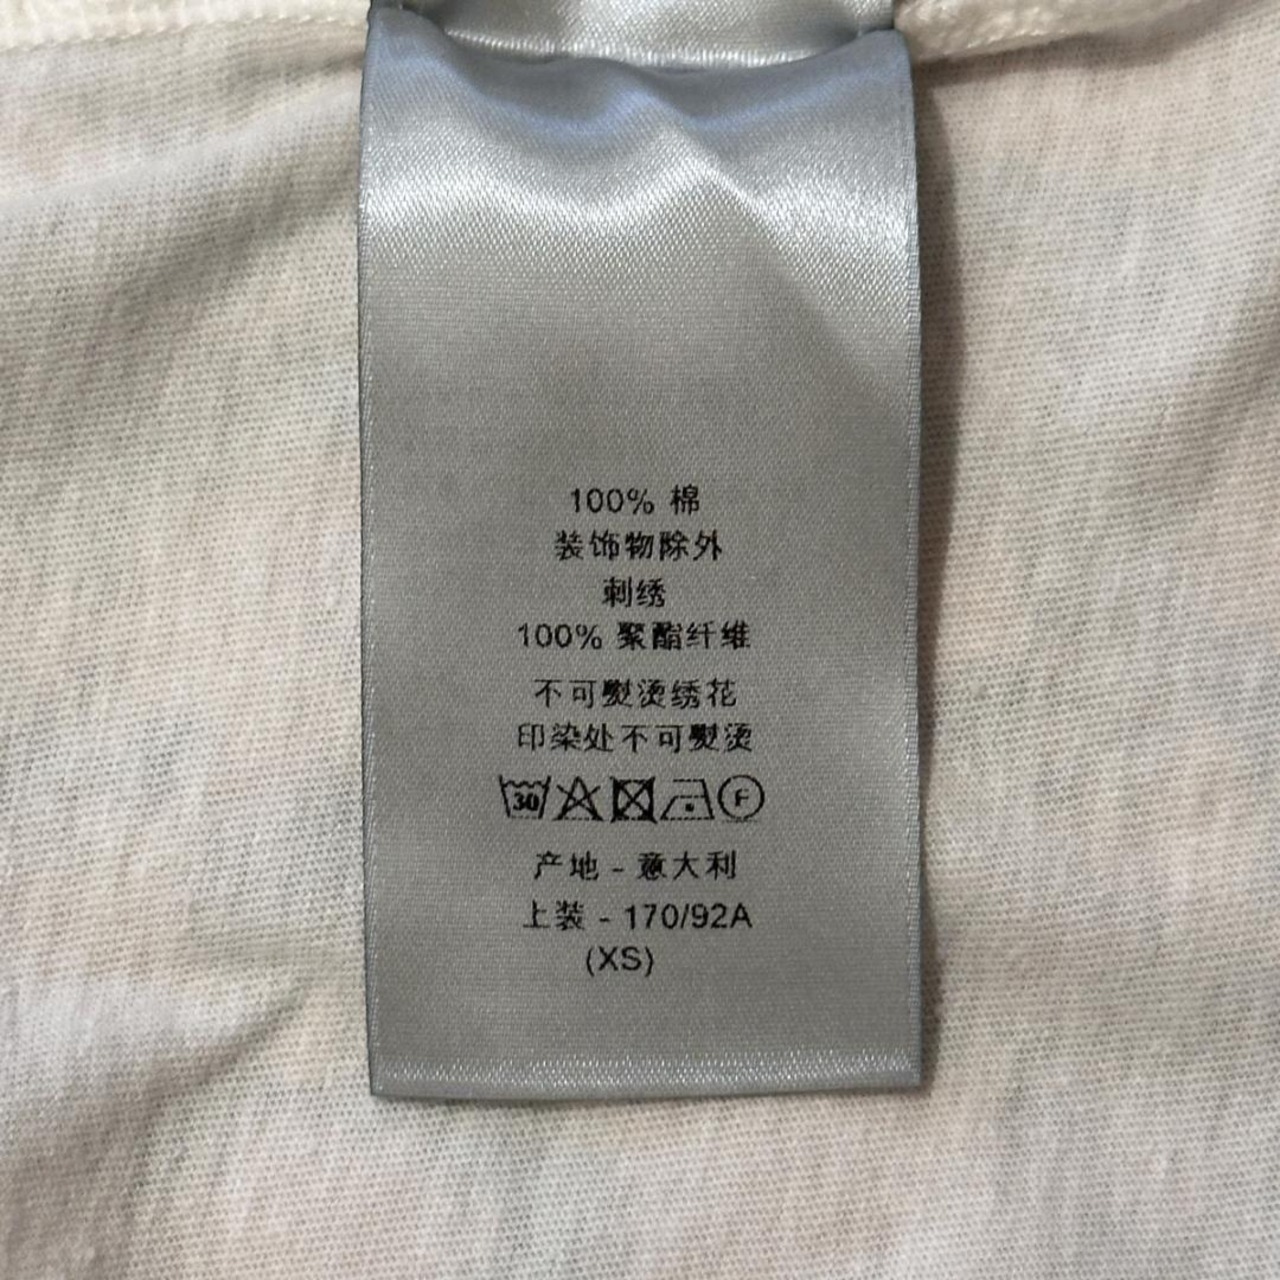 100% 棉
装饰物除外
刺绣
100% 聚酯纤维
不可熨烫绣花
印染处不可熨烫
30 F
产地 - 意大利
上装 - 170/92A
(XS)